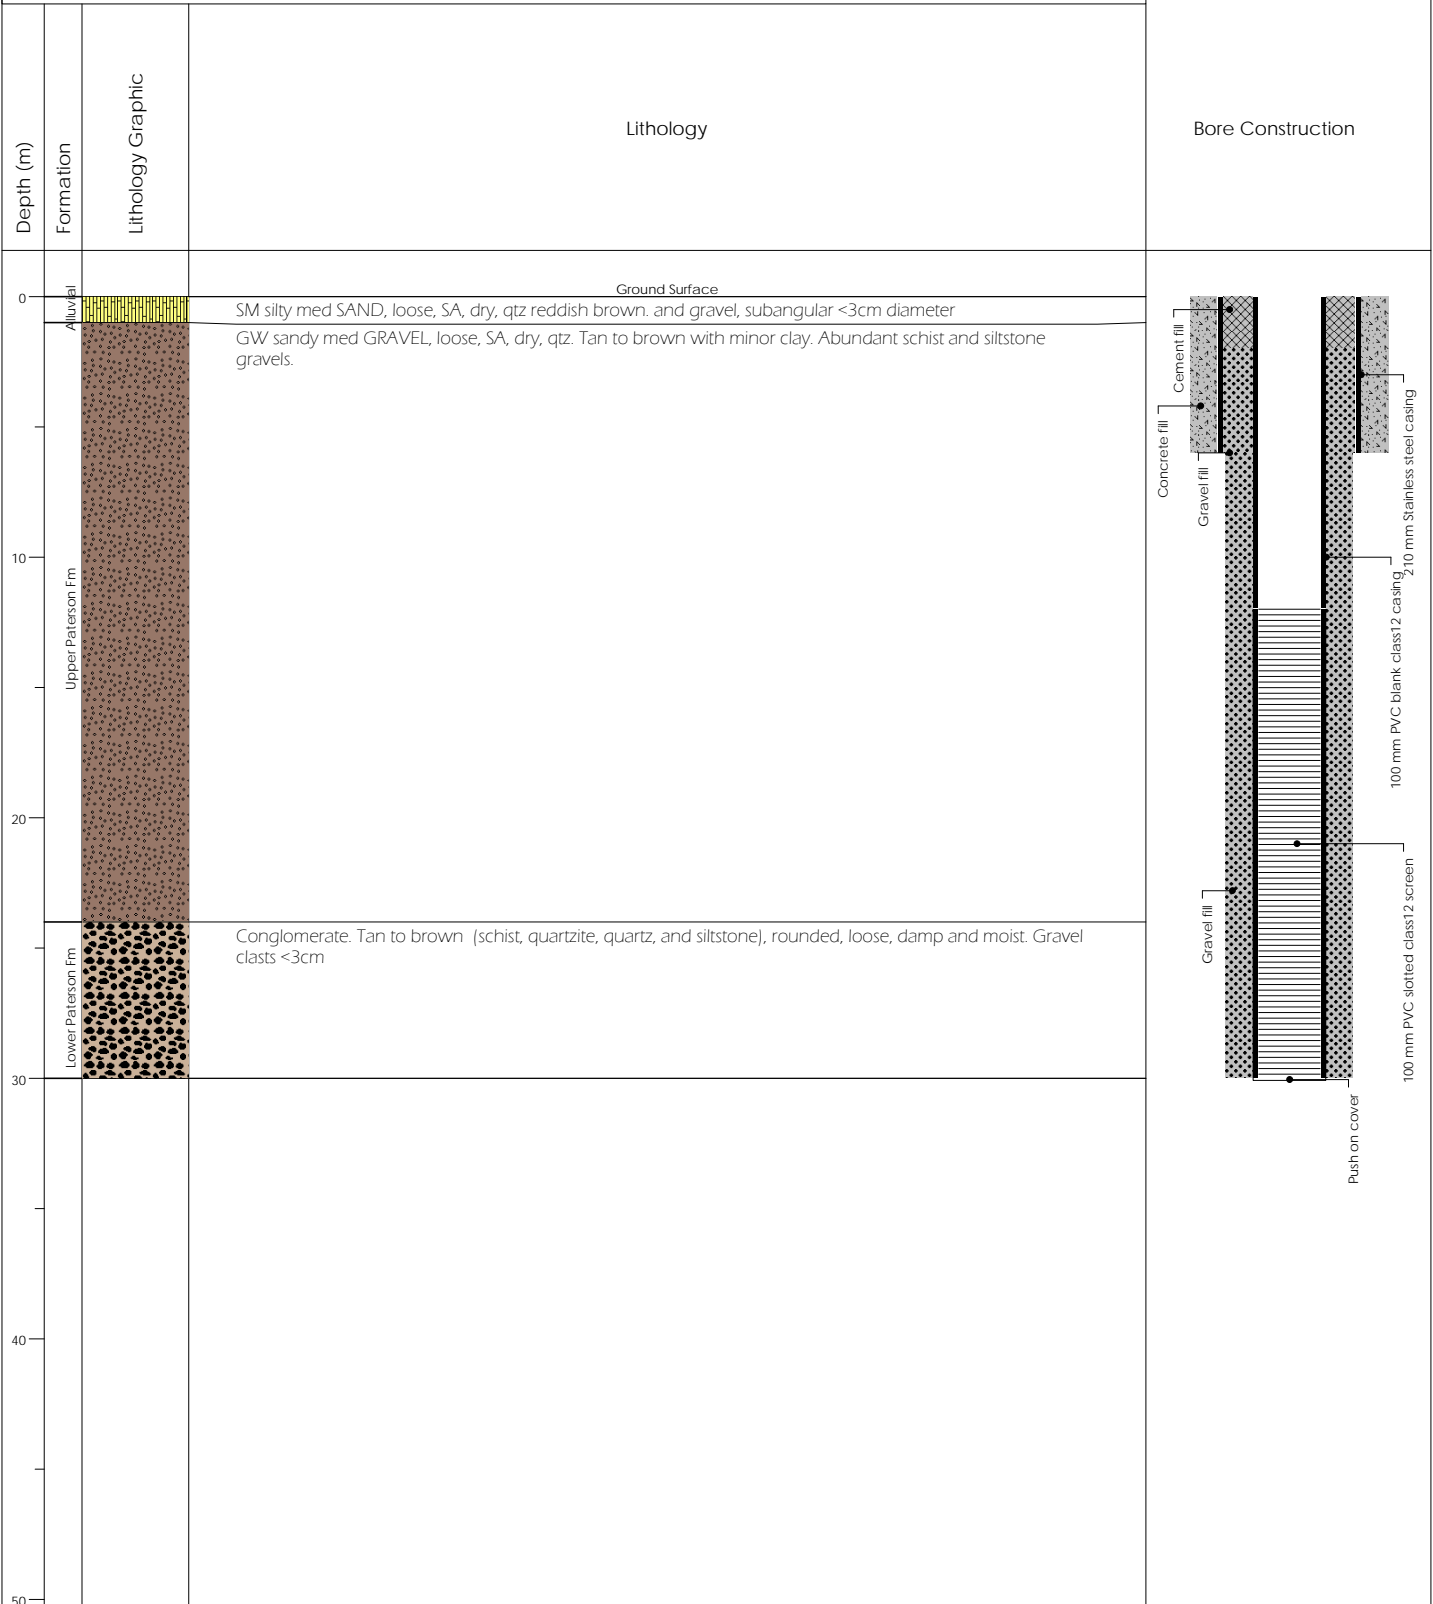 Depth (m)
Formation
Lithology Graphic
Lithology
Bore Construction
Ground Surface
0
Alluvial
SM silty med SAND, loose, SA, dry, qtz reddish brown. and gravel, subangular <3cm diameter
GW sandy med GRAVEL, loose, SA, dry, qtz. Tan to brown with minor clay. Abundant schist and siltstone
gravels.
Cement fill
Concrete fill
Gravel fill
210 mm Stainless steel casing
10
Upper Paterson Fm
100 mm PVC blank class12 casing
20
Gravel fill
100 mm PVC slotted class12 screen
Conglomerate. Tan to brown (schist, quartzite, quartz, and siltstone), rounded, loose, damp and moist. Gravel
clasts <3cm
Lower Paterson Fm
30
Push on cover
40
50